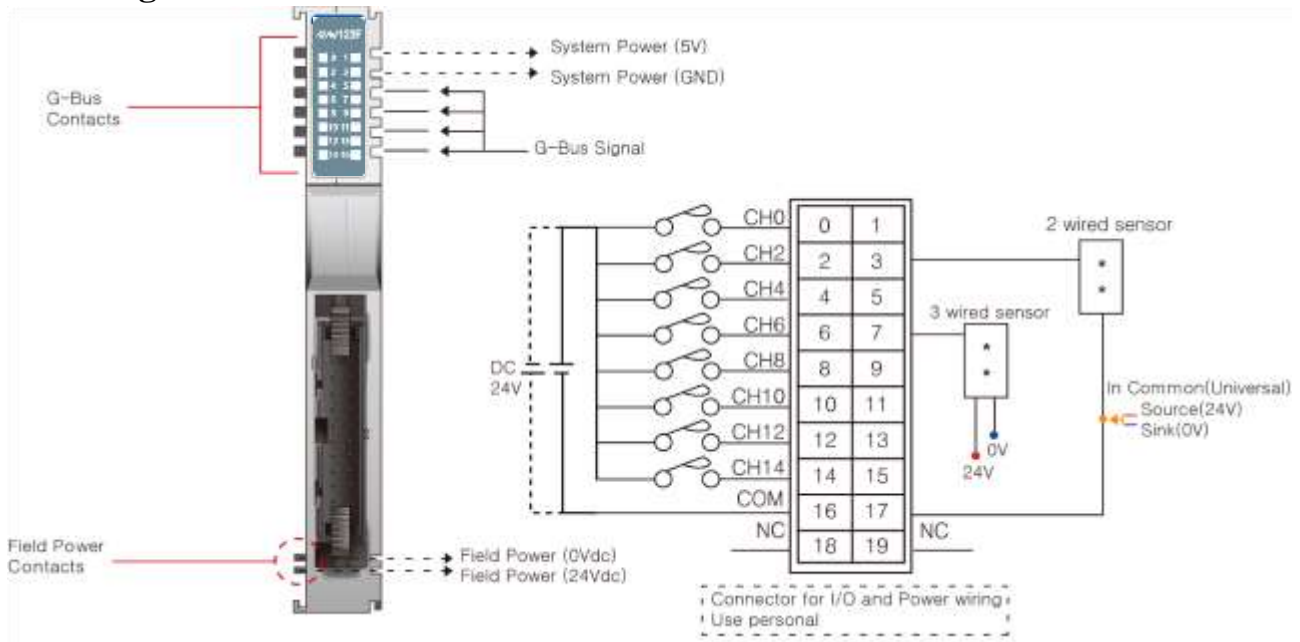 System Power (5V)
System Power (GND)
G-Bus
Contacts
G-Bus Signal
CH0
CH2
CH4
CH6
CH8
CH10
CH12
CH14
COM
NC
DC
24V
0 1
2 3
4 5
6 7
8 9
10 11
12 13
14 15
16 17
18 19
NC
2 wired sensor
3 wired sensor
24V
0V
In Common(Universal)
Source(24V)
Sink(0V)
Field Power
Contacts
Field Power (0Vdc)
Field Power (24Vdc)
Connector for I/O and Power wiring
Use personal